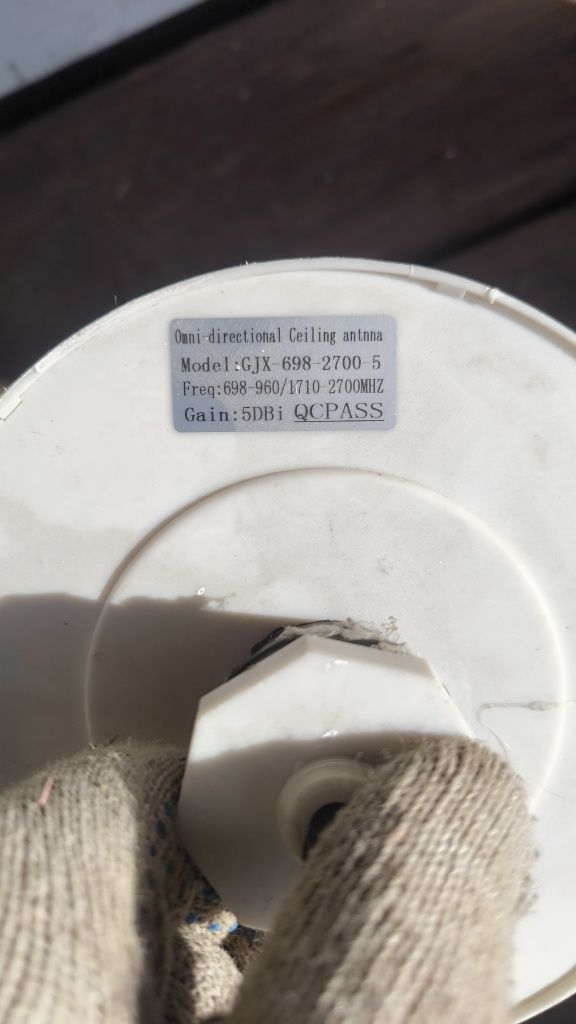 Omni-directional Ceiling antnna
Model:GJX-698-2700-5
Freq:698-960/1710-2700MHZ
Gain:5DBi QCPASS